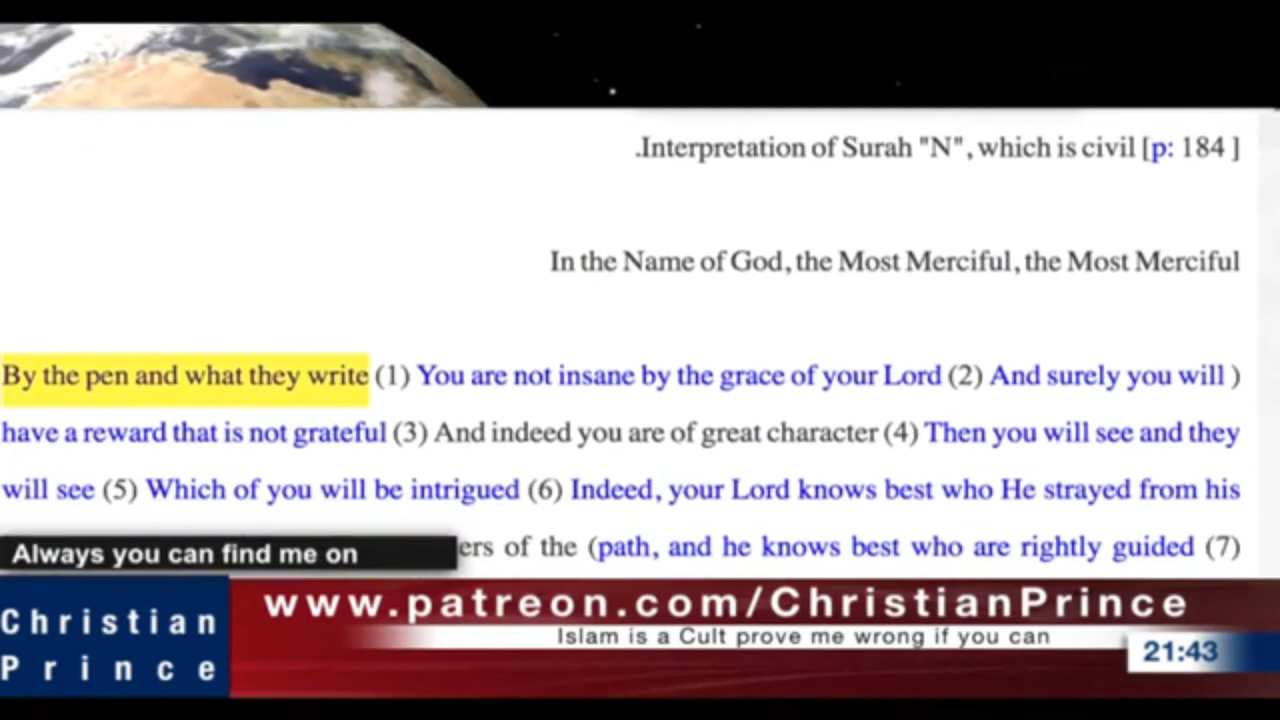 .Interpretation of Surah "N", which is civil [p: 184 ]
In the Name of God, the Most Merciful, the Most Merciful
By the pen and what they write (1) You are not insane by the grace of your Lord (2) And surely you will )
have a reward that is not grateful (3) And indeed you are of great character (4) Then you will see and they
will see (5) Which of you will be intrigued (6) Indeed, your Lord knows best who He strayed from his
ers of the (path, and he knows best who are rightly guided (7)
Always you can find me on
www.patreon.com/ChristianPrince
Christian
Prince
Islam is a Cult prove me wrong if you can
21:43